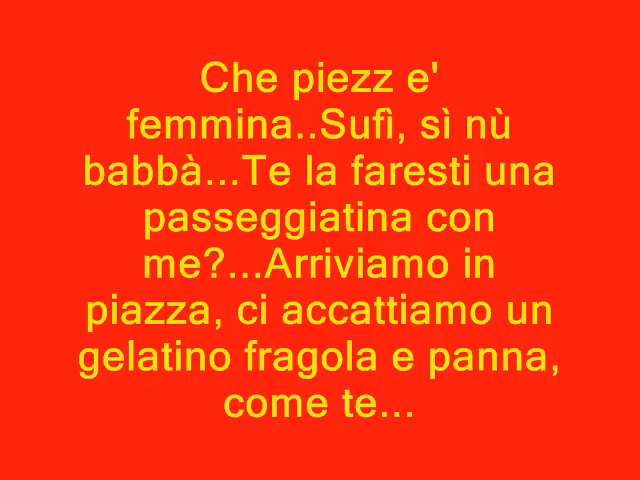 Che piezz e'
femmina..Sufì, sì nù
babbà...Te la faresti una
passeggiatina con
me?...Arriviamo in
piazza, ci accattiamo un
gelatino fragola e panna,
come te...